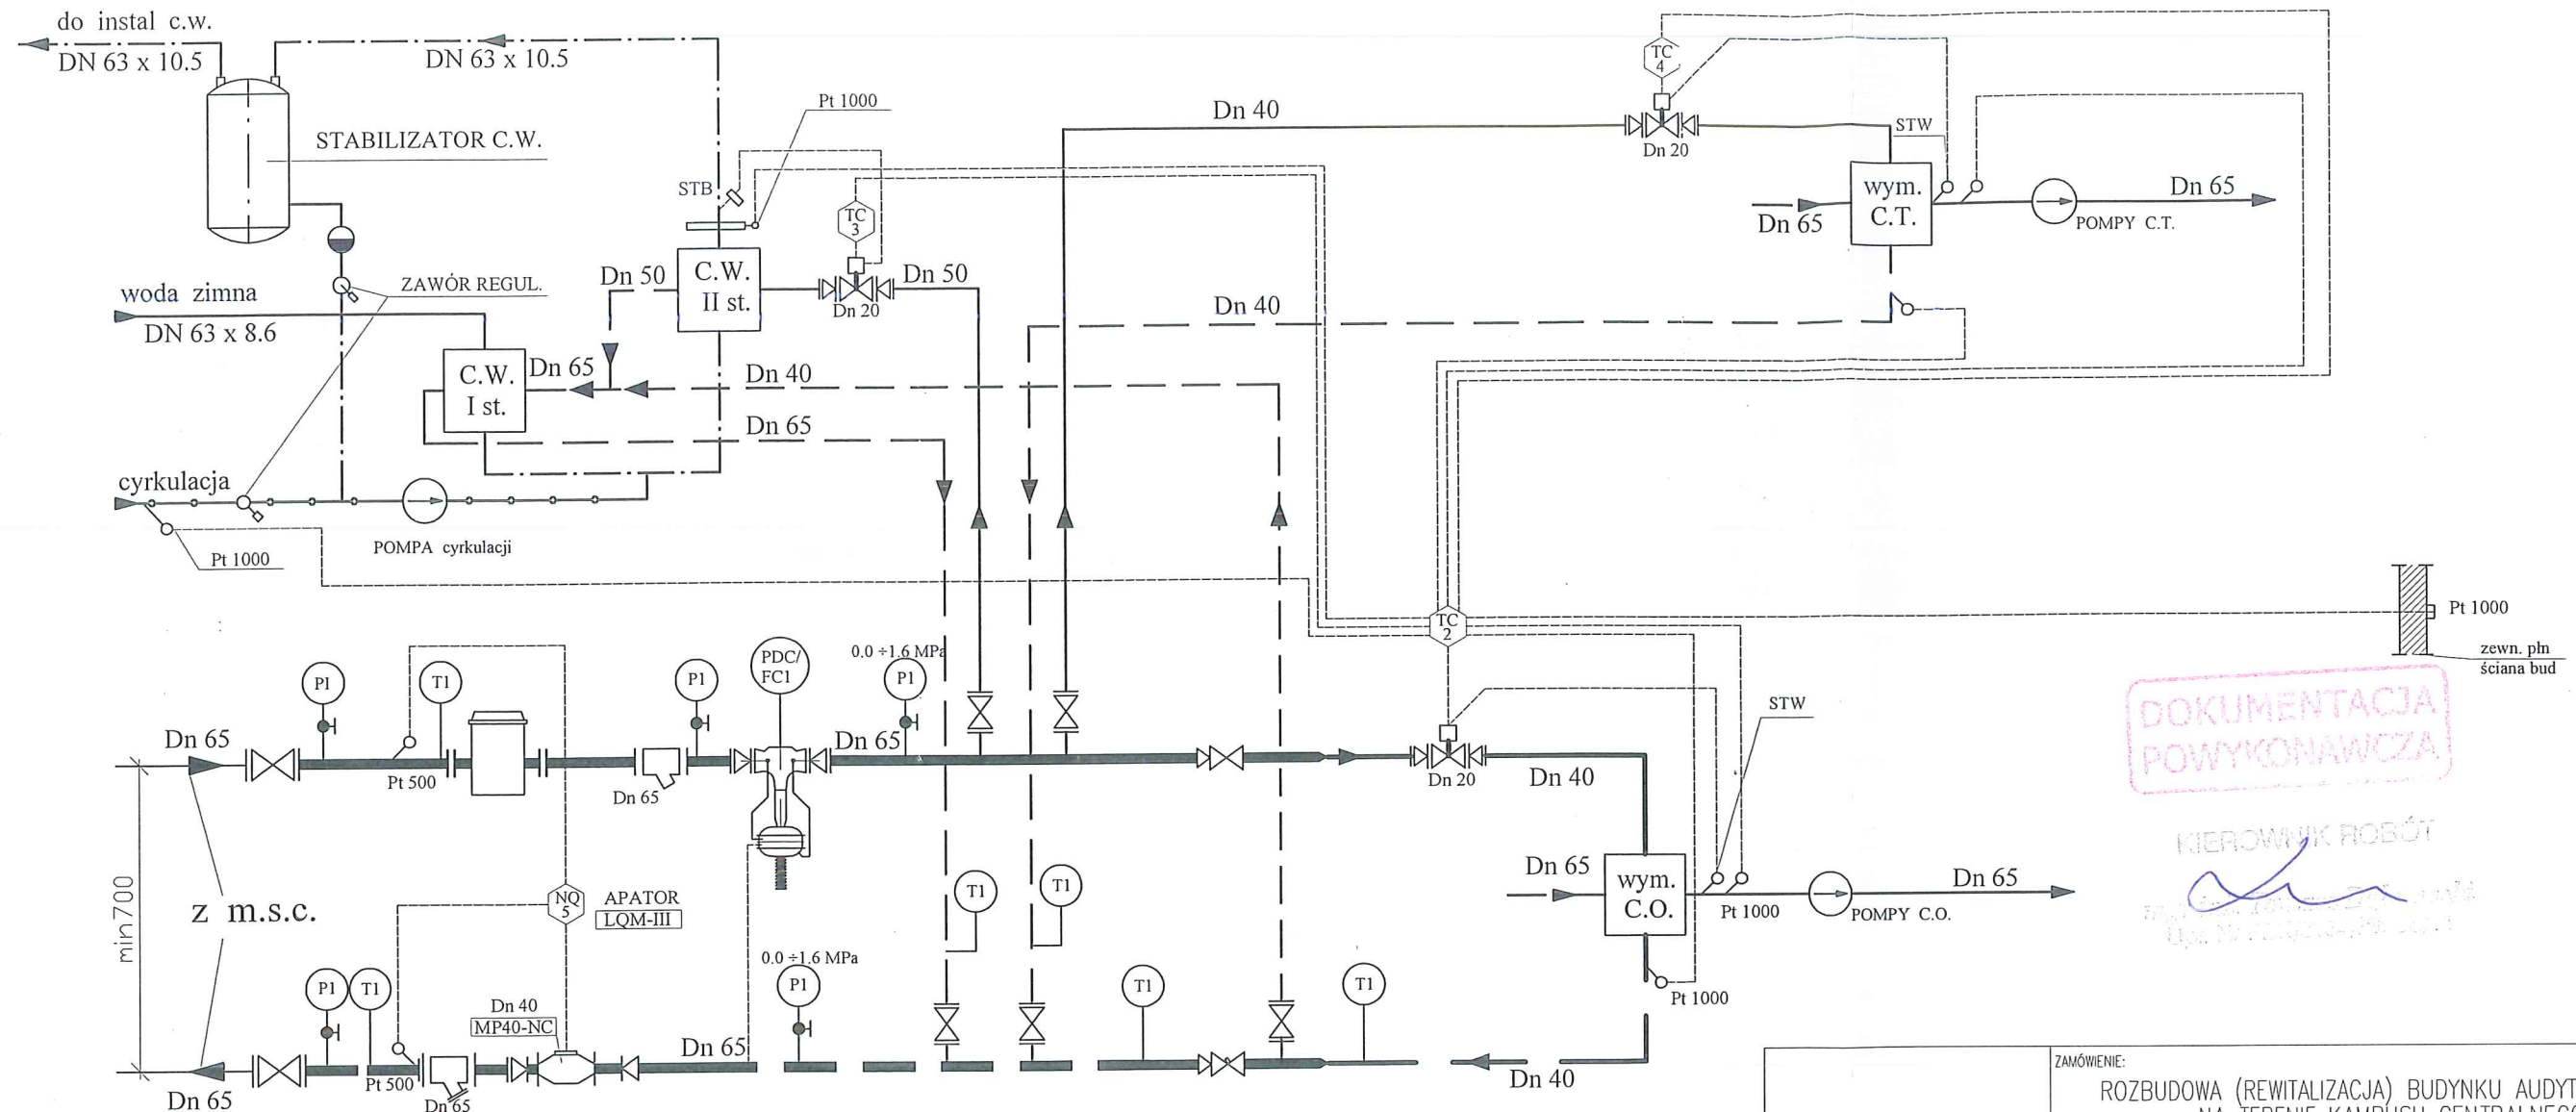 do instal c.w.
DN 63 x 10.5
DN 63 x 10.5
STABILIZATOR C.W.
Pt 1000
STB
TC
3
Dn 20
Dn 50
C.W.
II st.
Dn 50
ZAWÓR REGUL.
woda zimna
DN 63 x 8.6
C.W.
I st.
Dn 65
Dn 40
Dn 65
cyrkulacja
Pt 1000
POMPA cyrkulacji
Dn 40
TC
4
Dn 20
STW
wym.
C.T.
Dn 65
Dn 65
POMPY C.T.
Dn 40
TC
2
Pt 1000
zewn. płn
ściana bud
PI
T1
P1
PDC/
FC1
0.0 ÷1.6 MPa
P1
Dn 65
Pt 500
Dn 65
Dn 65
Dn 20
Dn 40
STW
DOKUMENTACJA
POWYKONAWCZA
KIEROWNIK ROBÓT
min700
z m.s.c.
NQ
5
APATOR
LQM-III
T1
T1
Dn 65
wym.
C.O.
Pt 1000
POMPY C.O.
Dn 65
Pt 1000
P1
T1
Dn 40
MP40-NC
0.0 ÷1.6 MPa
P1
T1
T1
Dn 65
Pt 500
Dn 65
Dn 65
Dn 40
ZAMÓWIENIE:
ROZBUDOWA (REWITALIZACJA) BUDYNKU AUDYT
NA TERENIE KAMPUSU CENTRALNEGO